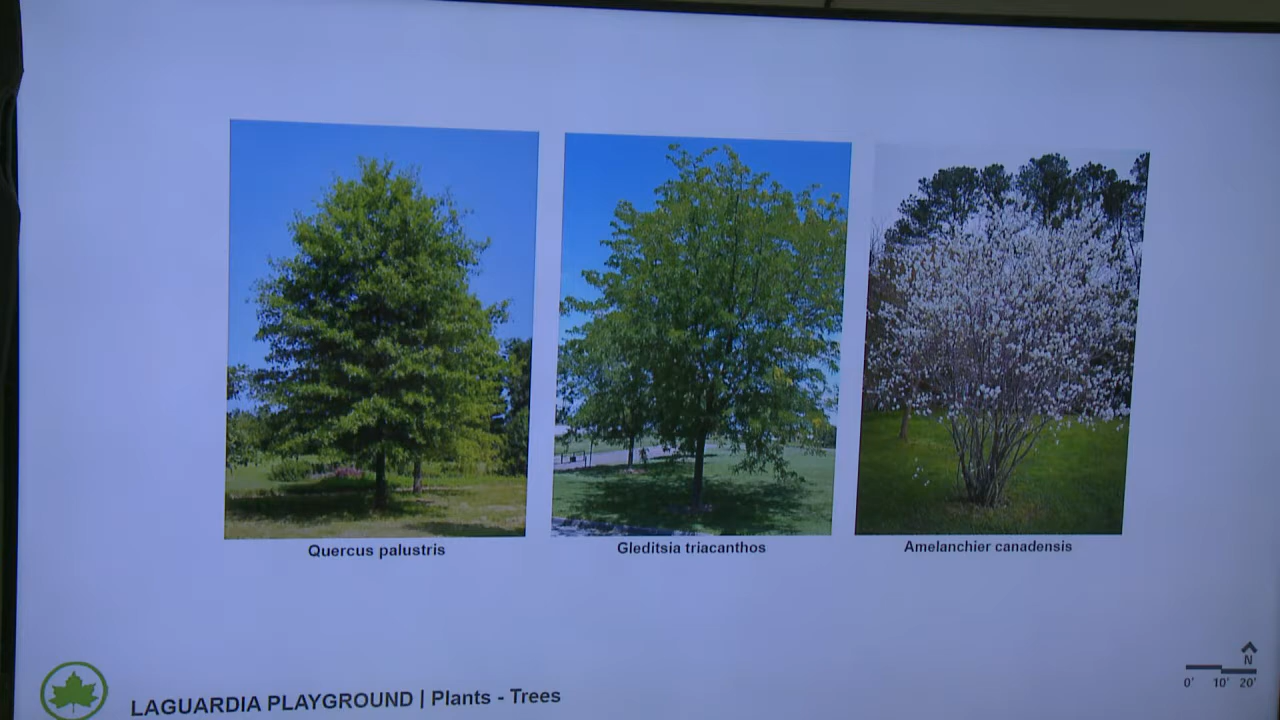 Quercus palustris
Gleditsia triacanthos
Amelanchier canadensis
N
0' 10' 20'
LAGUARDIA PLAYGROUND | Plants - Trees